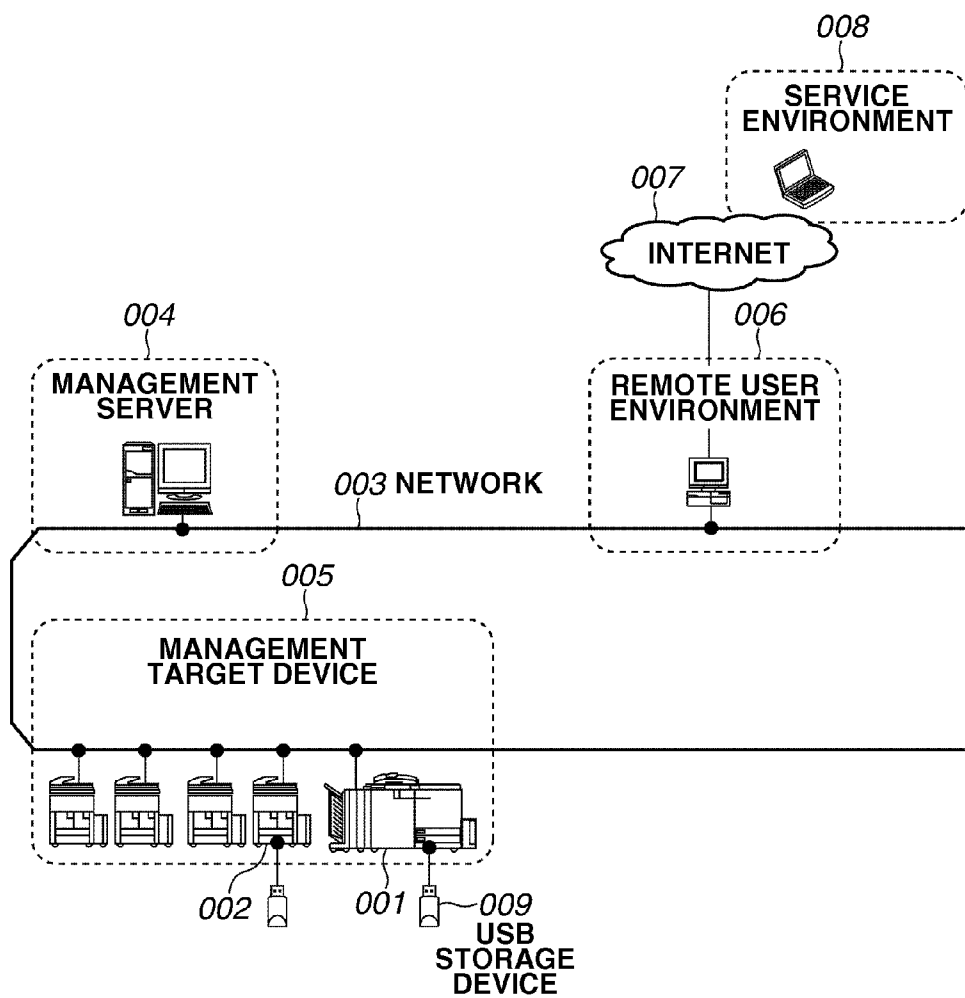 008
SERVICE
ENVIRONMENT
007
INTERNET
004
006
MANAGEMENT
SERVER
REMOTE USER
ENVIRONMENT
003 NETWORK
005
MANAGEMENT
TARGET DEVICE
002
001
009
USB
STORAGE
DEVICE